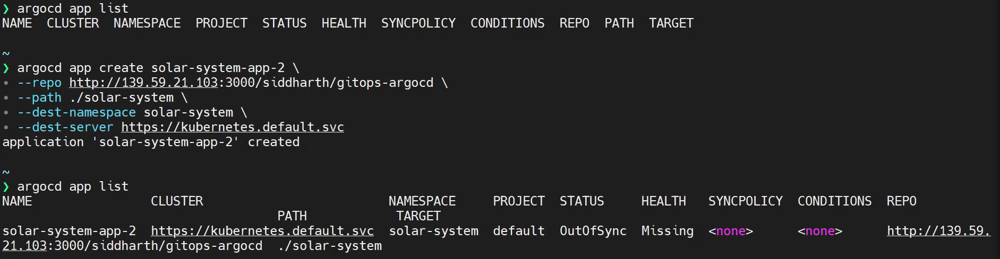 ❯ argocd app list
NAME  CLUSTER  NAMESPACE  PROJECT  STATUS  HEALTH  SYNCPOLICY  CONDITIONS  REPO  PATH  TARGET
~
❯ argocd app create solar-system-app-2 \
• --repo http://139.59.21.103:3000/siddharth/gitops-argocd \
• --path ./solar-system \
• --dest-namespace solar-system \
• --dest-server https://kubernetes.default.svc
application 'solar-system-app-2' created
~
❯ argocd app list
NAME                CLUSTER                         NAMESPACE     PROJECT  STATUS     HEALTH   SYNCPOLICY  CONDITIONS  REPO
                                     PATH            TARGET
solar-system-app-2  https://kubernetes.default.svc  solar-system  default  OutOfSync  Missing  <none>      <none>      http://139.59.
21.103:3000/siddharth/gitops-argocd  ./solar-system